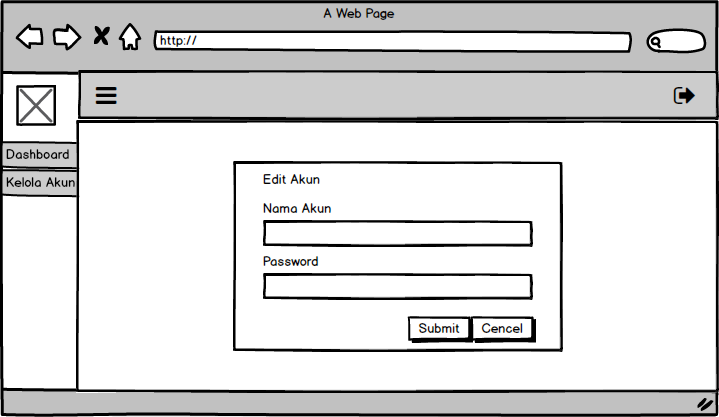 A Web Page
http://
Dashboard
Kelola Akun
Edit Akun
Nama Akun
Password
Submit
Cencel